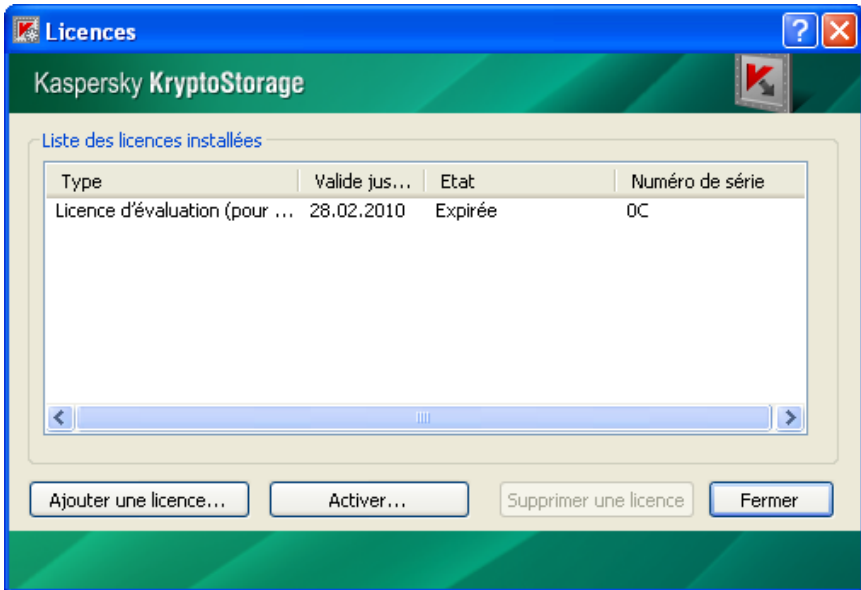 Licences
Kaspersky KryptoStorage
Liste des licences installées
Type Valide jus... Etat Numéro de série
Licence d'évaluation (pour ... 28.02.2010 Expirée 0C
Ajouter une licence... Activer... Supprimer une licence Fermer